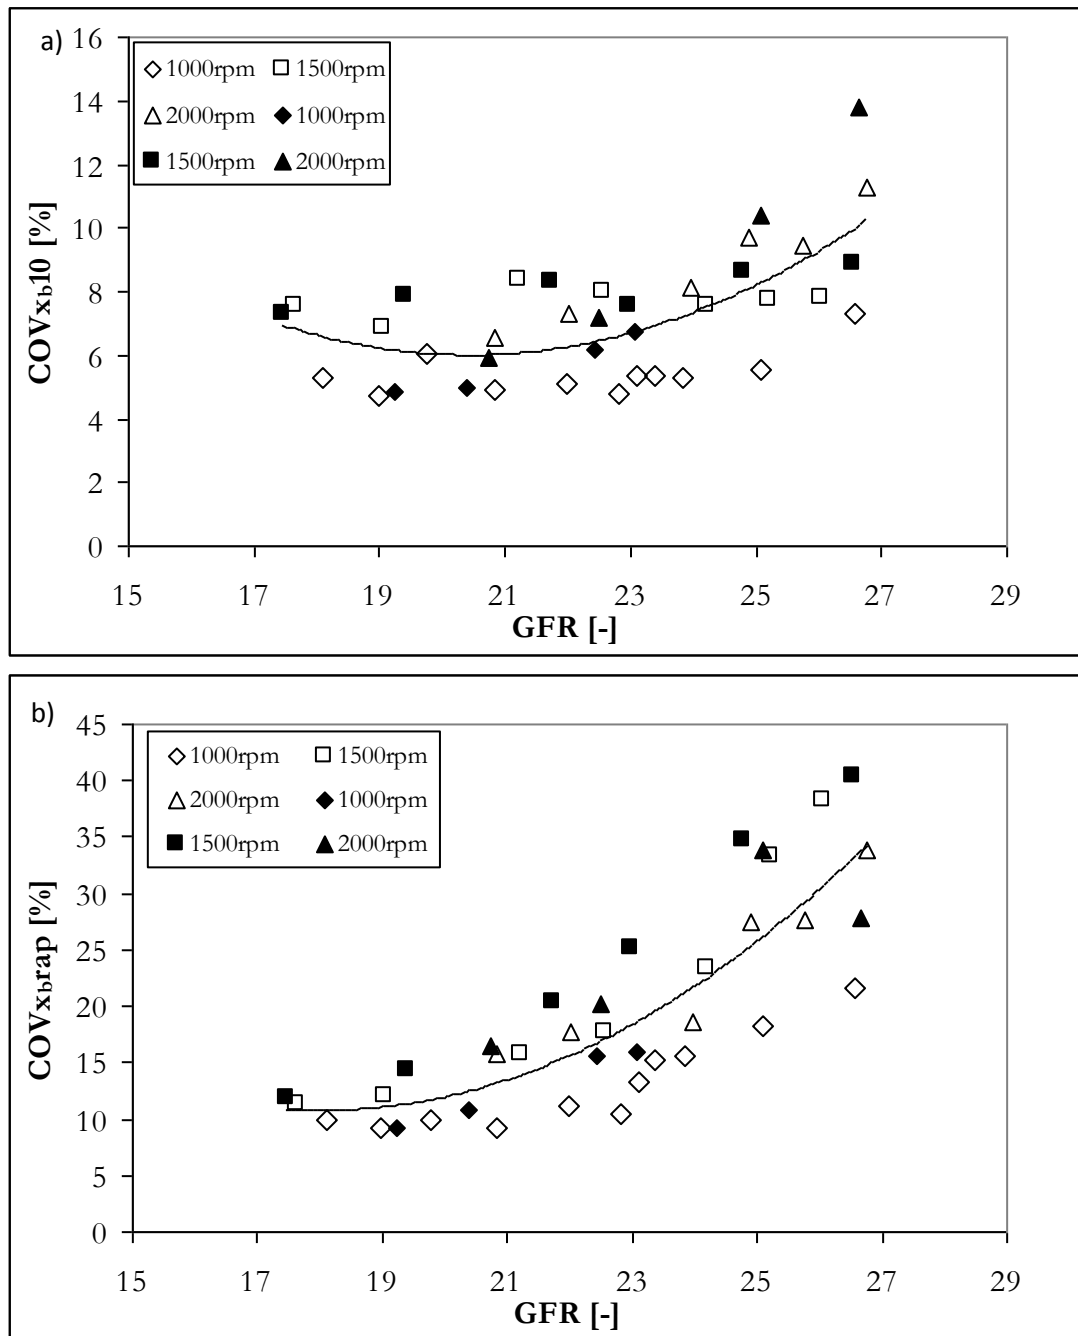 a)
16
14
12
10
8
6
4
2
0
COVxb10 [%]
1000rpm 1500rpm
2000rpm 1000rpm
1500rpm 2000rpm
15 17 19 21 23 25 27 29
GFR [-]
b)
45
40
35
30
25
20
15
10
5
0
COVxbrap [%]
1000rpm 1500rpm
2000rpm 1000rpm
1500rpm 2000rpm
15 17 19 21 23 25 27 29
GFR [-]